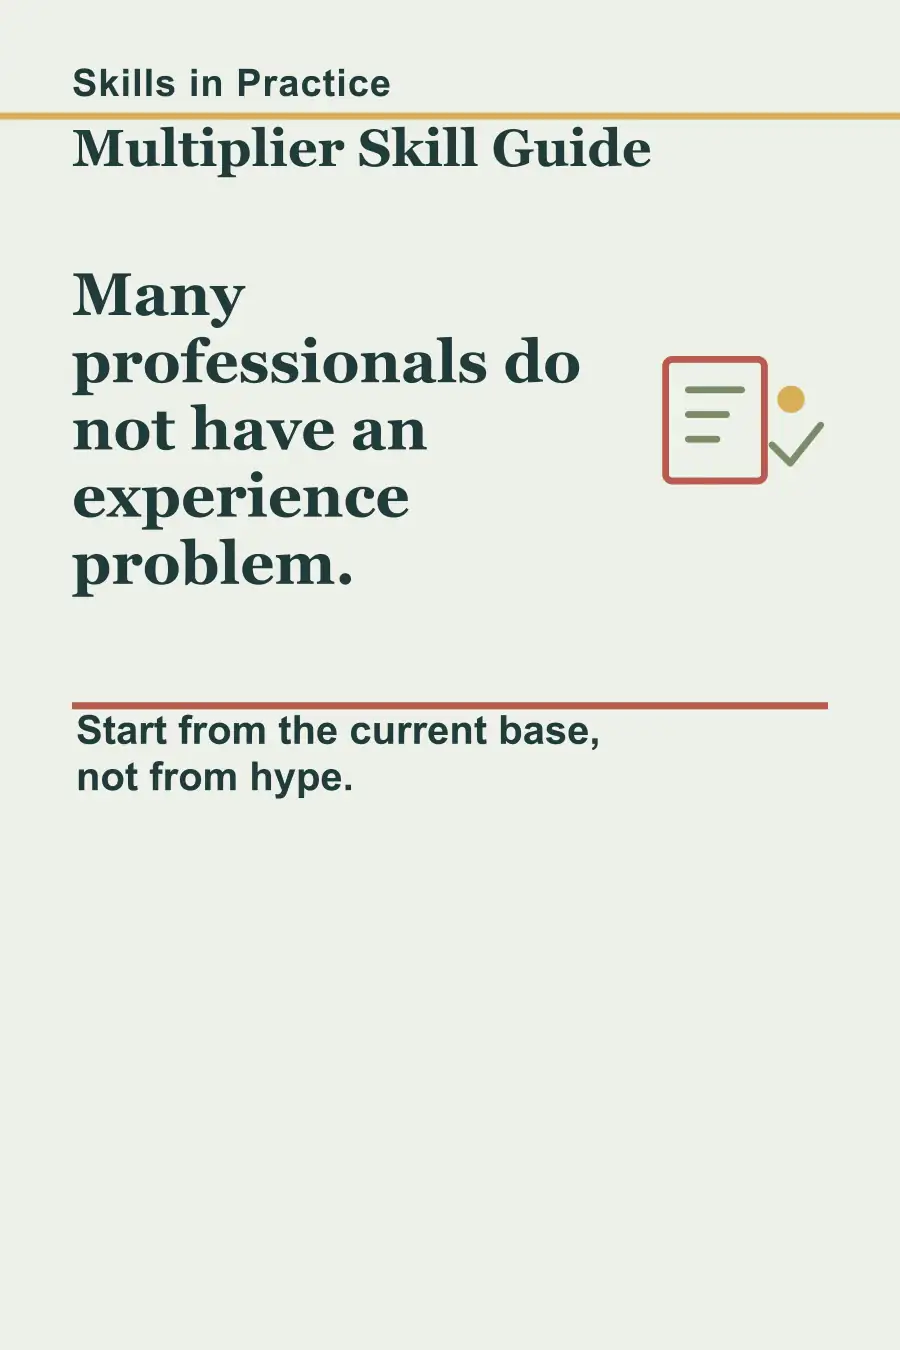 Skills in Practice
Multiplier Skill Guide
Many
professionals do
not have an
experience
problem.
Start from the current base,
not from hype.